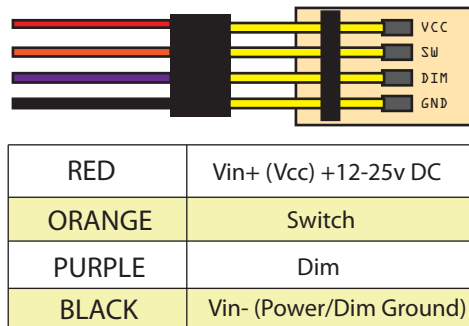 VCC
SW
DIM
GND
RED Vin+ (Vcc) +12-25v DC
ORANGE Switch
PURPLE Dim
BLACK Vin- (Power/Dim Ground)